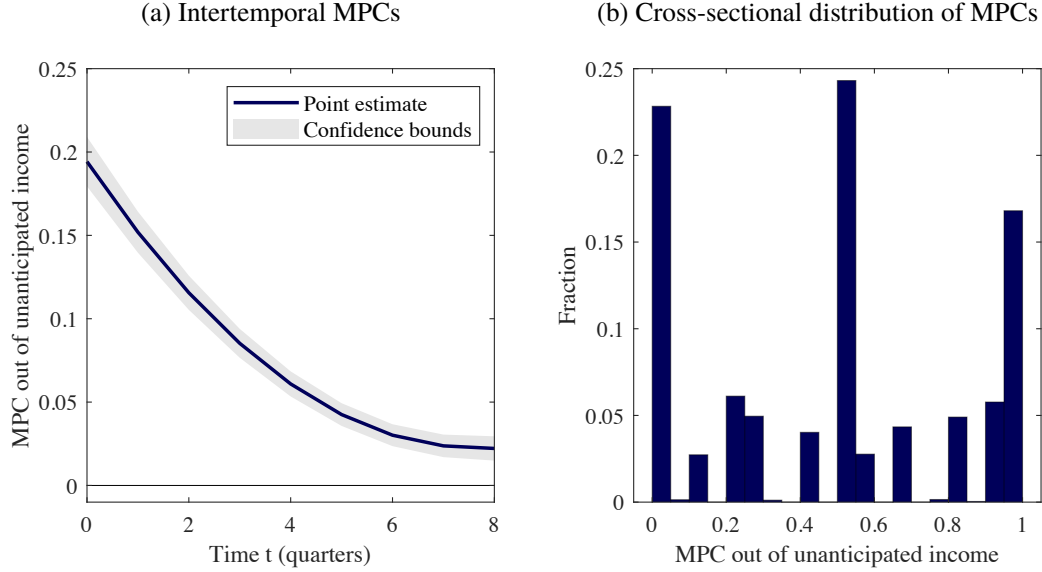 (a) Intertemporal MPCs
0.25
0.2
0.15
0.1
0.05
0
MPC out of unanticipated income
Point estimate
Confidence bounds
0 2 4 6 8
Time t (quarters)
(b) Cross-sectional distribution of MPCs
0.25
0.2
0.15
0.1
0.05
0
Fraction
0 0.2 0.4 0.6 0.8 1
MPC out of unanticipated income